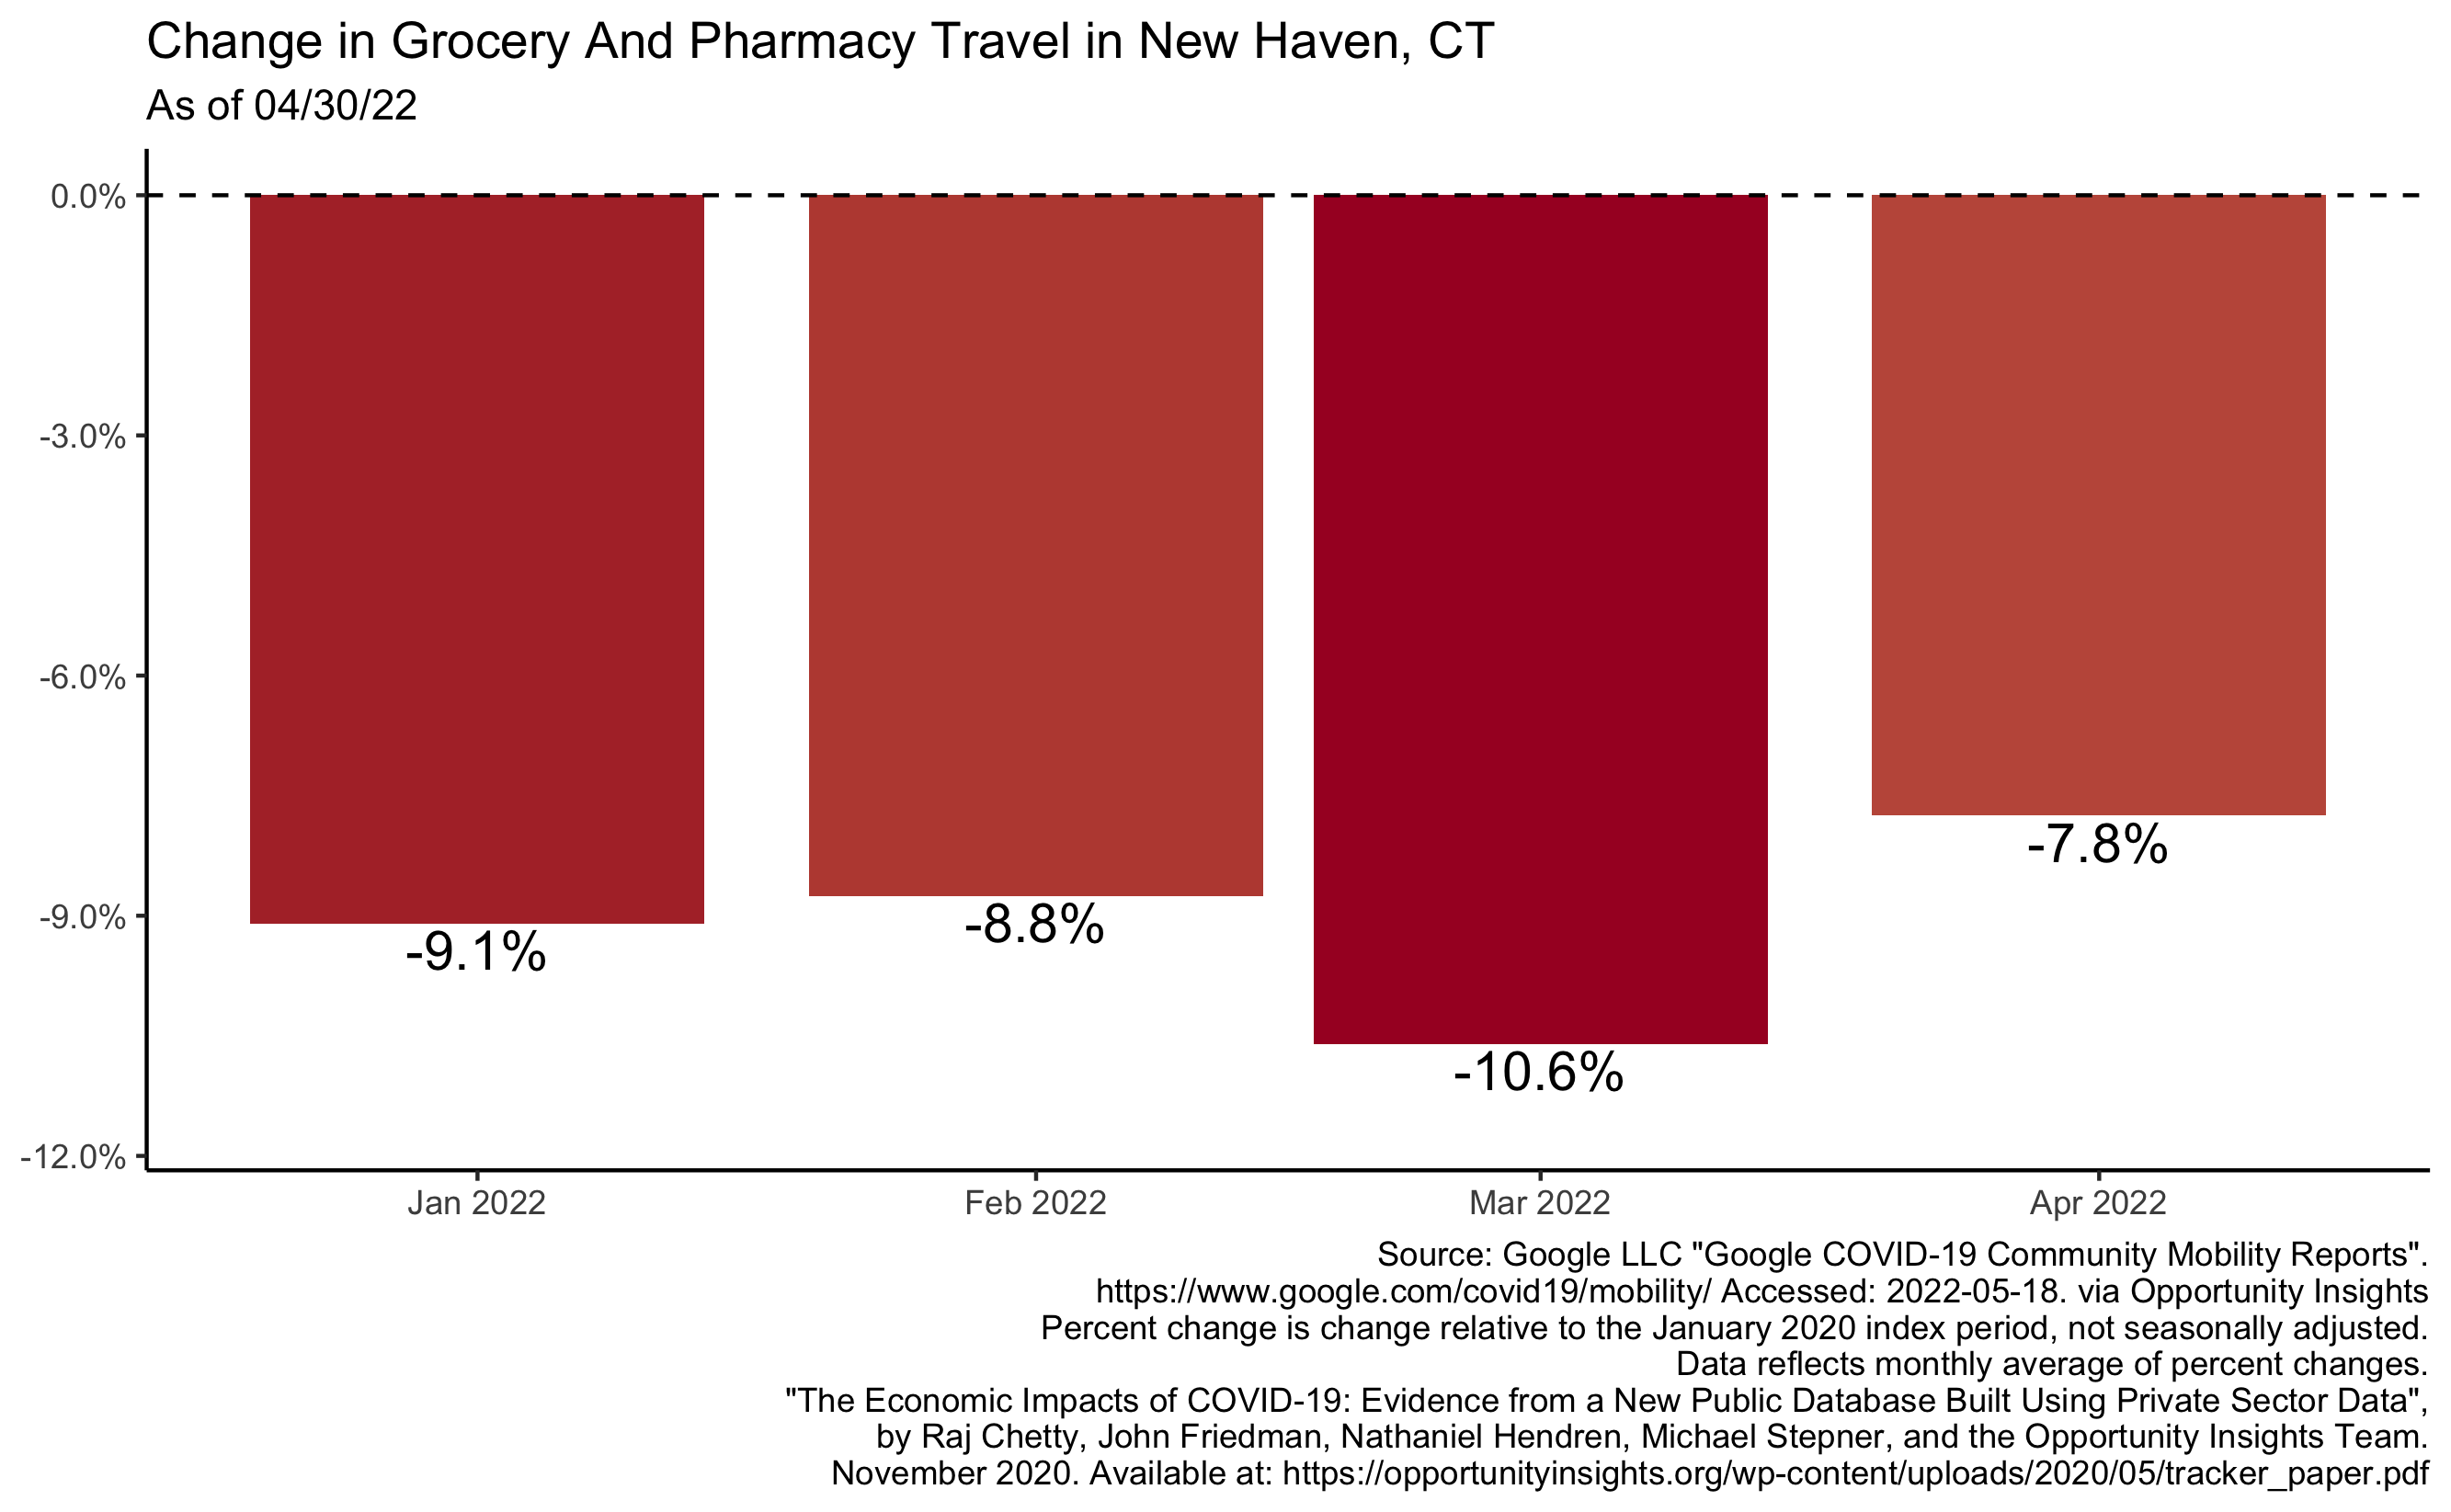 Change in Grocery And Pharmacy Travel in New Haven, CT
As of 04/30/22
0.0%
-3.0%
-6.0%
-9.0%
-12.0%
-9.1%
-8.8%
-10.6%
-7.8%
Jan 2022
Feb 2022
Mar 2022
Apr 2022
Source: Google LLC "Google COVID-19 Community Mobility Reports".
https://www.google.com/covid19/mobility/ Accessed: 2022-05-18. via Opportunity Insights
Percent change is change relative to the January 2020 index period, not seasonally adjusted.
Data reflects monthly average of percent changes.
"The Economic Impacts of COVID-19: Evidence from a New Public Database Built Using Private Sector Data",
by Raj Chetty, John Friedman, Nathaniel Hendren, Michael Stepner, and the Opportunity Insights Team.
November 2020. Available at: https://opportunityinsights.org/wp-content/uploads/2020/05/tracker_paper.pdf